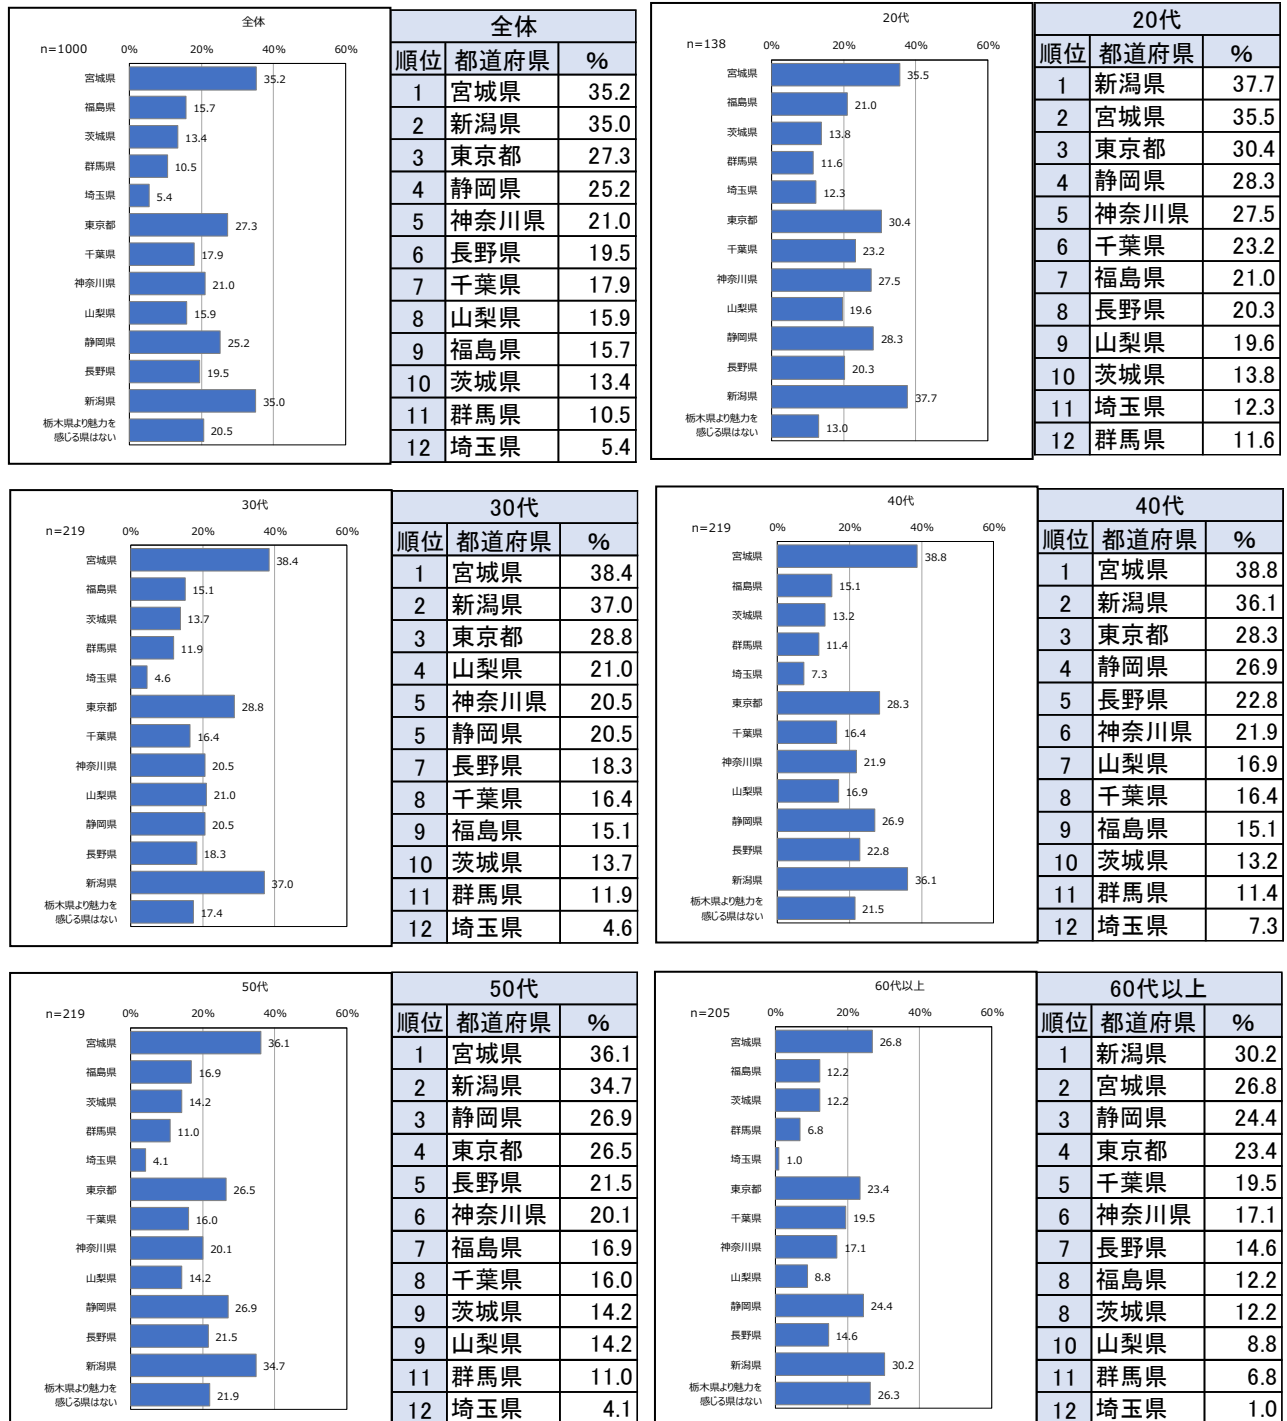 全体
n=1000
0% 20% 40% 60%
宮城県 35.2
福島県 15.7
茨城県 13.4
群馬県 10.5
埼玉県 5.4
東京都 27.3
千葉県 17.9
神奈川県 21.0
山梨県 15.9
静岡県 25.2
長野県 19.5
新潟県 35.0
栃木県より魅力を
感じる県はない 20.5
全体
順位 都道府県 %
1 宮城県 35.2
2 新潟県 35.0
3 東京都 27.3
4 静岡県 25.2
5 神奈川県 21.0
6 長野県 19.5
7 千葉県 17.9
8 山梨県 15.9
9 福島県 15.7
10 茨城県 13.4
11 群馬県 10.5
12 埼玉県 5.4
20代
n=138
0% 20% 40% 60%
宮城県 35.5
福島県 21.0
茨城県 13.8
群馬県 11.6
埼玉県 12.3
東京都 30.4
千葉県 23.2
神奈川県 27.5
山梨県 19.6
静岡県 28.3
長野県 20.3
新潟県 37.7
栃木県より魅力を
感じる県はない 13.0
20代
順位 都道府県 %
1 新潟県 37.7
2 宮城県 35.5
3 東京都 30.4
4 静岡県 28.3
5 神奈川県 27.5
6 千葉県 23.2
7 福島県 21.0
8 長野県 20.3
9 山梨県 19.6
10 茨城県 13.8
11 埼玉県 12.3
12 群馬県 11.6
30代
n=219
0% 20% 40% 60%
宮城県 38.4
福島県 15.1
茨城県 13.7
群馬県 11.9
埼玉県 4.6
東京都 28.8
千葉県 16.4
神奈川県 20.5
山梨県 21.0
静岡県 20.5
長野県 18.3
新潟県 37.0
栃木県より魅力を
感じる県はない 17.4
30代
順位 都道府県 %
1 宮城県 38.4
2 新潟県 37.0
3 東京都 28.8
4 山梨県 21.0
5 神奈川県 20.5
5 静岡県 20.5
7 長野県 18.3
8 千葉県 16.4
9 福島県 15.1
10 茨城県 13.7
11 群馬県 11.9
12 埼玉県 4.6
40代
n=219
0% 20% 40% 60%
宮城県 38.8
福島県 15.1
茨城県 13.2
群馬県 11.4
埼玉県 7.3
東京都 28.3
千葉県 16.4
神奈川県 21.9
山梨県 16.9
静岡県 26.9
長野県 22.8
新潟県 36.1
栃木県より魅力を
感じる県はない 21.5
40代
順位 都道府県 %
1 宮城県 38.8
2 新潟県 36.1
3 東京都 28.3
4 静岡県 26.9
5 長野県 22.8
6 神奈川県 21.9
7 山梨県 16.9
8 千葉県 16.4
9 福島県 15.1
10 茨城県 13.2
11 群馬県 11.4
12 埼玉県 7.3
50代
n=219
0% 20% 40% 60%
宮城県 36.1
福島県 16.9
茨城県 14.2
群馬県 11.0
埼玉県 4.1
東京都 26.5
千葉県 16.0
神奈川県 20.1
山梨県 14.2
静岡県 26.9
長野県 21.5
新潟県 34.7
栃木県より魅力を
感じる県はない 21.9
50代
順位 都道府県 %
1 宮城県 36.1
2 新潟県 34.7
3 静岡県 26.9
4 東京都 26.5
5 長野県 21.5
6 神奈川県 20.1
7 福島県 16.9
8 千葉県 16.0
9 茨城県 14.2
9 山梨県 14.2
11 群馬県 11.0
12 埼玉県 4.1
60代以上
n=205
0% 20% 40% 60%
宮城県 26.8
福島県 12.2
茨城県 12.2
群馬県 6.8
埼玉県 1.0
東京都 23.4
千葉県 19.5
神奈川県 17.1
山梨県 8.8
静岡県 24.4
長野県 14.6
新潟県 30.2
栃木県より魅力を
感じる県はない 26.3
60代以上
順位 都道府県 %
1 新潟県 30.2
2 宮城県 26.8
3 静岡県 24.4
4 東京都 23.4
5 千葉県 19.5
6 神奈川県 17.1
7 長野県 14.6
8 福島県 12.2
8 茨城県 12.2
10 山梨県 8.8
11 群馬県 6.8
12 埼玉県 1.0